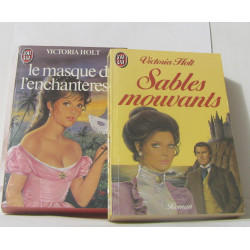 J'AI LU
VICTORIA HOLT
le masque d
l'enchanteres
J'AI LU
Victoria Holt
Sables
mouvants
Roman